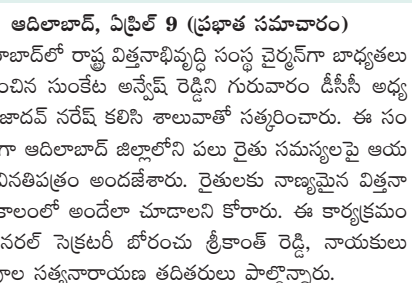 ఆదిలాబాద్, ఏప్రిల్ 9 (ప్రభాత సమాచారం)
రాబాద్‌లో రాష్ట్ర విత్తనాభివృద్ధి సంస్థ చైర్మన్‌గా బాధ్యతలు
ంచిన సుంకేట అన్వేష్ రెడ్డిని గురువారం డీసీసీ అధ్య
జాదవ్ నరేష్ కలిసి శాలువాతో సత్కరించారు. ఈ సం
గా ఆదిలాబాద్ జిల్లాలోని పలు రైతు సమస్యలపై ఆయ
వినతిపత్రం అందజేశారు. రైతులకు నాణ్యమైన విత్తనా
కాలంలో అందేలా చూడాలని కోరారు. ఈ కార్యక్రమం
నరల్ సెక్రటరీ బోరంచు శ్రీకాంత్ రెడ్డి, నాయకులు
ల సత్యనారాయణ తదితరులు పాల్గొన్నారు.